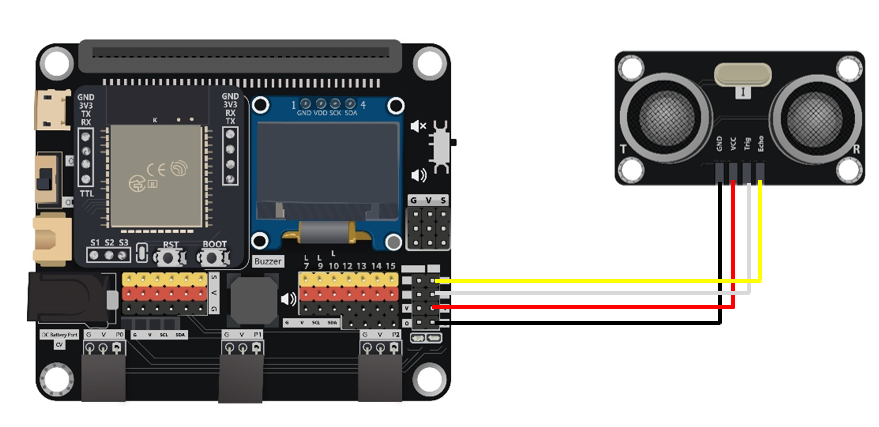 GND
3V3
TX
RX
TTL
GND
3V3
RX
TX
K
CE
1 4
GND VDD SCK SDA
G V S
S1 S2 S3
RST
BOOT
Buzzer
S
V
G
L L L
7 9 10 12 13 14 15
DC Battery Port
6V
G V SCL SDA
G V SCL SDA
G V P0
G V P1
G V P2
V
G
T
R
I
GND
VCC
Trig
Echo